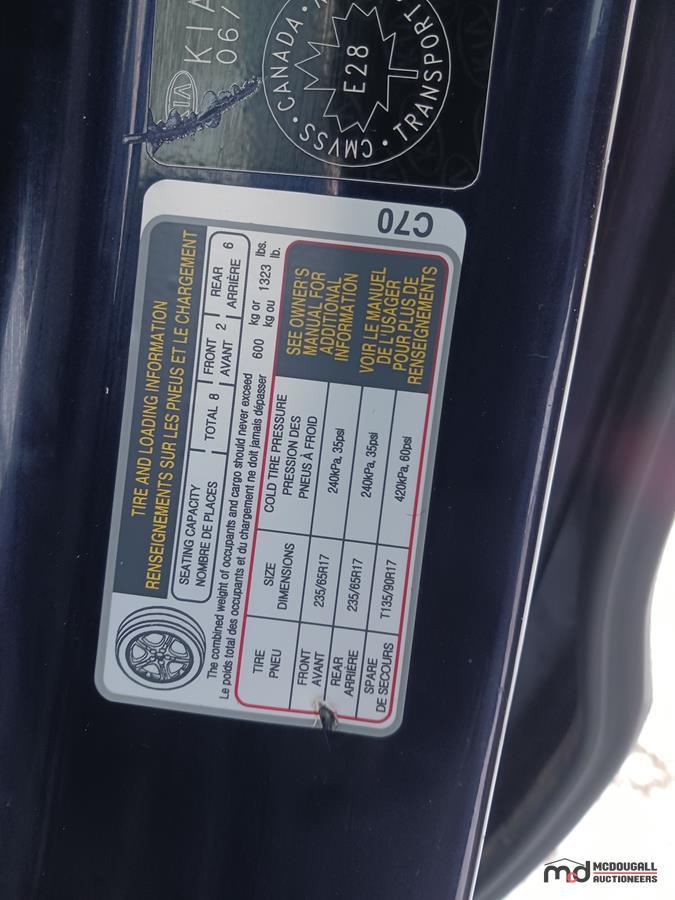 KIA
06/
CANADA · TRANSPORT · CMVSS ·
E28
KIA
C70
TIRE AND LOADING INFORMATION
RENSEIGNEMENTS SUR LES PNEUS ET LE CHARGEMENT
SEATING CAPACITY
NOMBRE DE PLACES
TOTAL 8
FRONT
AVANT 2
REAR
ARRIÈRE 6
The combined weight of occupants and cargo should never exceed
Le poids total des occupants et du chargement ne doit jamais dépasser
600 kg or 1323 lbs.
kg ou lb.
TIRE SIZE COLD TIRE PRESSURE
PNEU DIMENSIONS PRESSION DES
PNEUS À FROID
FRONT
AVANT 235/65R17 240kPa, 35psi
REAR
ARRIÈRE 235/65R17 240kPa, 35psi
SPARE
DE SECOURS T135/90R17 420kPa, 60psi
SEE OWNER'S
MANUAL FOR
ADDITIONAL
INFORMATION
VOIR LE MANUEL
DE L'USAGER
POUR PLUS DE
RENSEIGNEMENTS
md MCDOUGALL
AUCTIONEERS